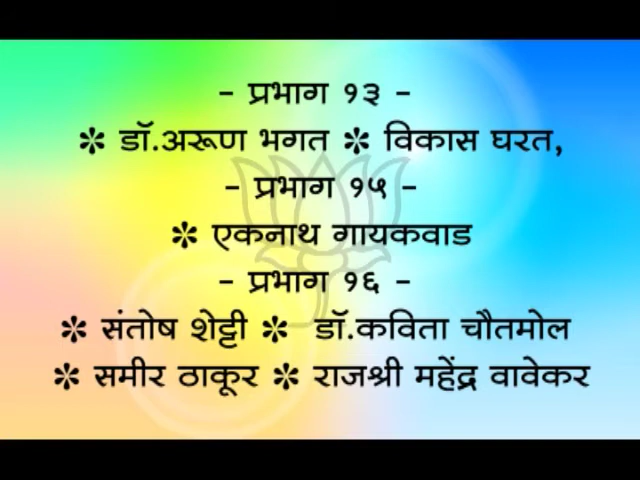 - प्रभाग १३ -
✻ डॉ.अरूण भगत ✻ विकास घरत,
- प्रभाग १५ -
✻ एकनाथ गायकवाड
- प्रभाग १६ -
✻ संतोष शेट्टी ✻ डॉ.कविता चौतमोल
✻ समीर ठाकूर ✻ राजश्री महेंद्र वावेकर